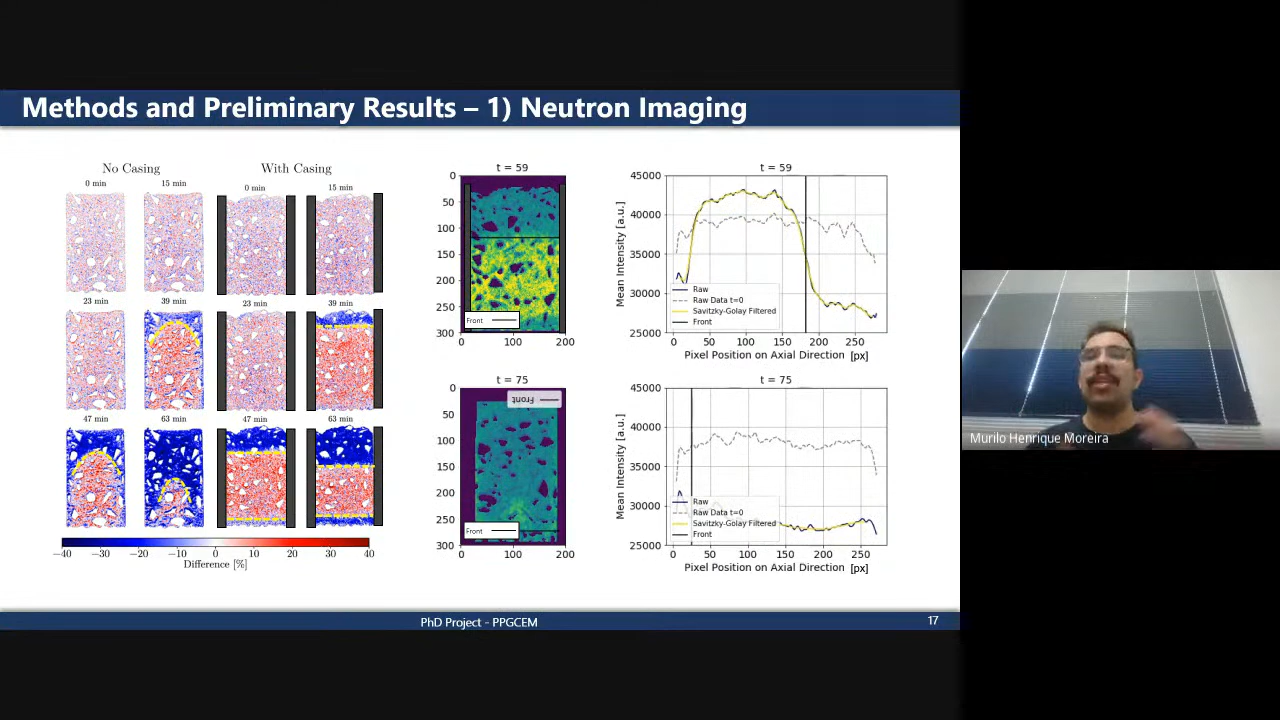 Methods and Preliminary Results – 1) Neutron Imaging
No Casing
With Casing
0 min
15 min
0 min
15 min
23 min
39 min
23 min
39 min
47 min
63 min
47 min
63 min
−40 −30 −20 −10 0 10 20 30 40
Difference [%]
t = 59
0
50
100
150
200
250
300
Front
0 100 200
t = 59
45000
40000
35000
30000
25000
Mean Intensity [a.u.]
Raw
Raw Data t=0
Savitzky-Golay Filtered
Front
0 50 100 150 200 250
Pixel Position on Axial Direction [px]
t = 75
0
50
100
150
200
250
300
Front
Front
0 100 200
t = 75
45000
40000
35000
30000
25000
Mean Intensity [a.u.]
Raw
Raw Data t=0
Savitzky-Golay Filtered
Front
0 50 100 150 200 250
Pixel Position on Axial Direction [px]
Murilo Henrique Moreira
PhD Project - PPGCEM
17